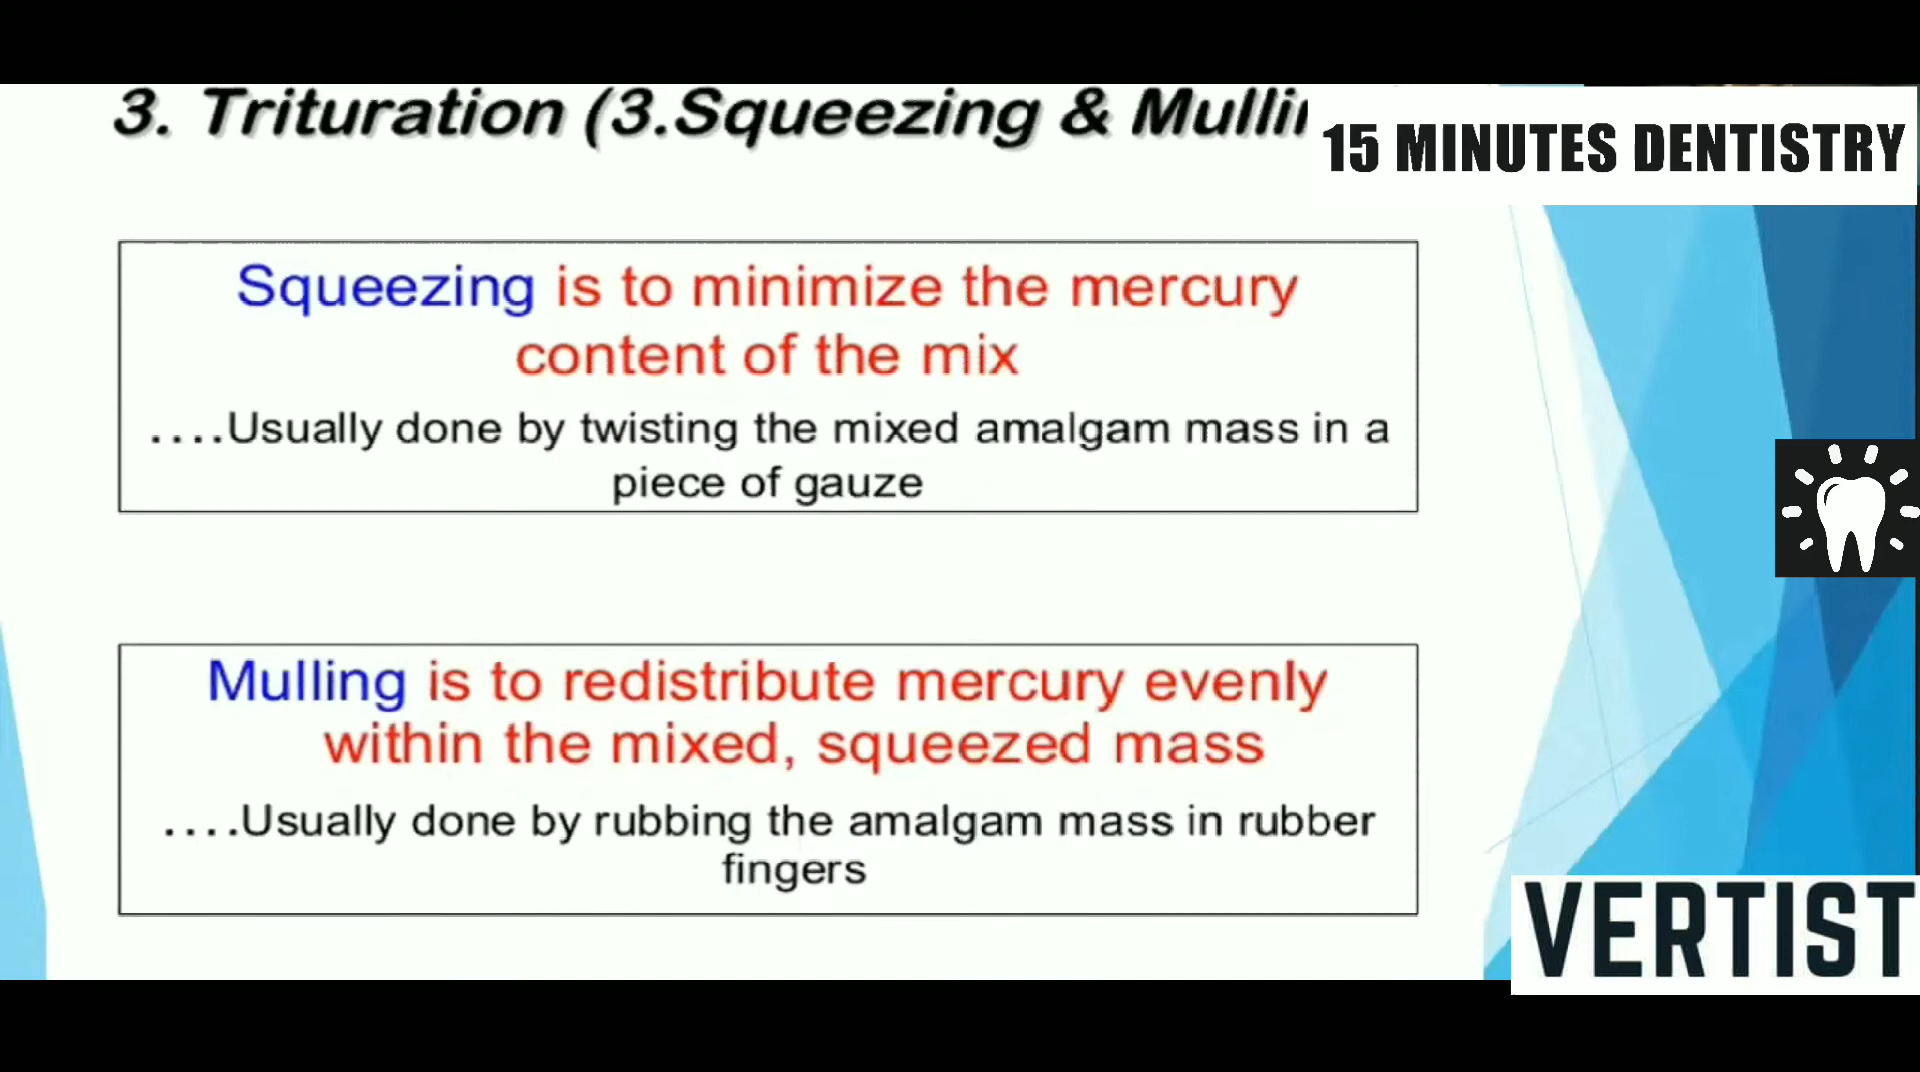 3. Trituration (3.Squeezing & Mullin
15 MINUTES DENTISTRY
Squeezing is to minimize the mercury
content of the mix
....Usually done by twisting the mixed amalgam mass in a
piece of gauze
Mulling is to redistribute mercury evenly
within the mixed, squeezed mass
....Usually done by rubbing the amalgam mass in rubber
fingers
VERTIST